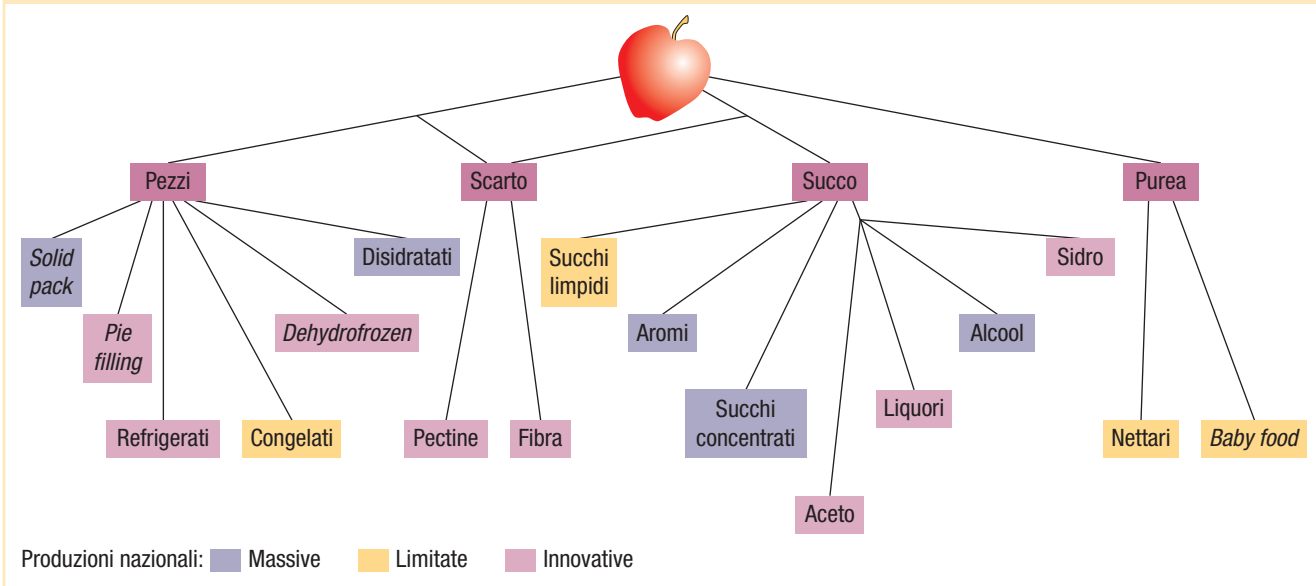 Pezzi
Scarto
Succo
Purea
Solid
pack
Disidratati
Succhi
limpidi
Sidro
Pie
filling
Dehydrofrozen
Aromi
Alcool
Refrigerati
Congelati
Pectine
Fibra
Succhi
concentrati
Liquori
Nettari
Baby food
Aceto
Produzioni nazionali: Massive Limitate Innovative